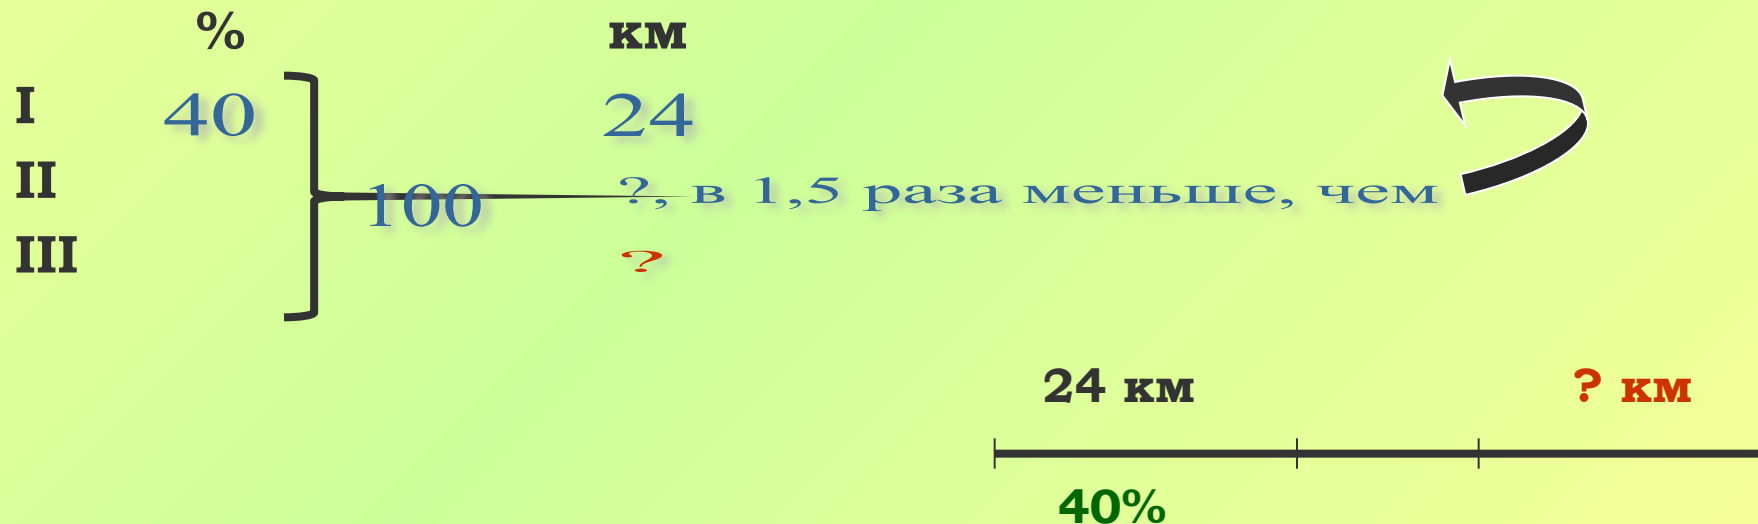 % км
I 40 24
II 100 ?, в 1,5 раза меньше, чем
III ?
24 км ? км
40%